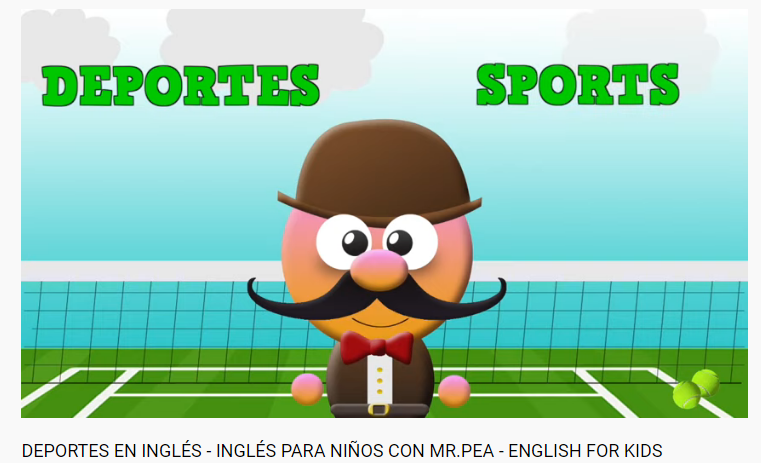 DEPORTES SPORTS
DEPORTES EN INGLÉS - INGLÉS PARA NIÑOS CON MR.PEA - ENGLISH FOR KIDS